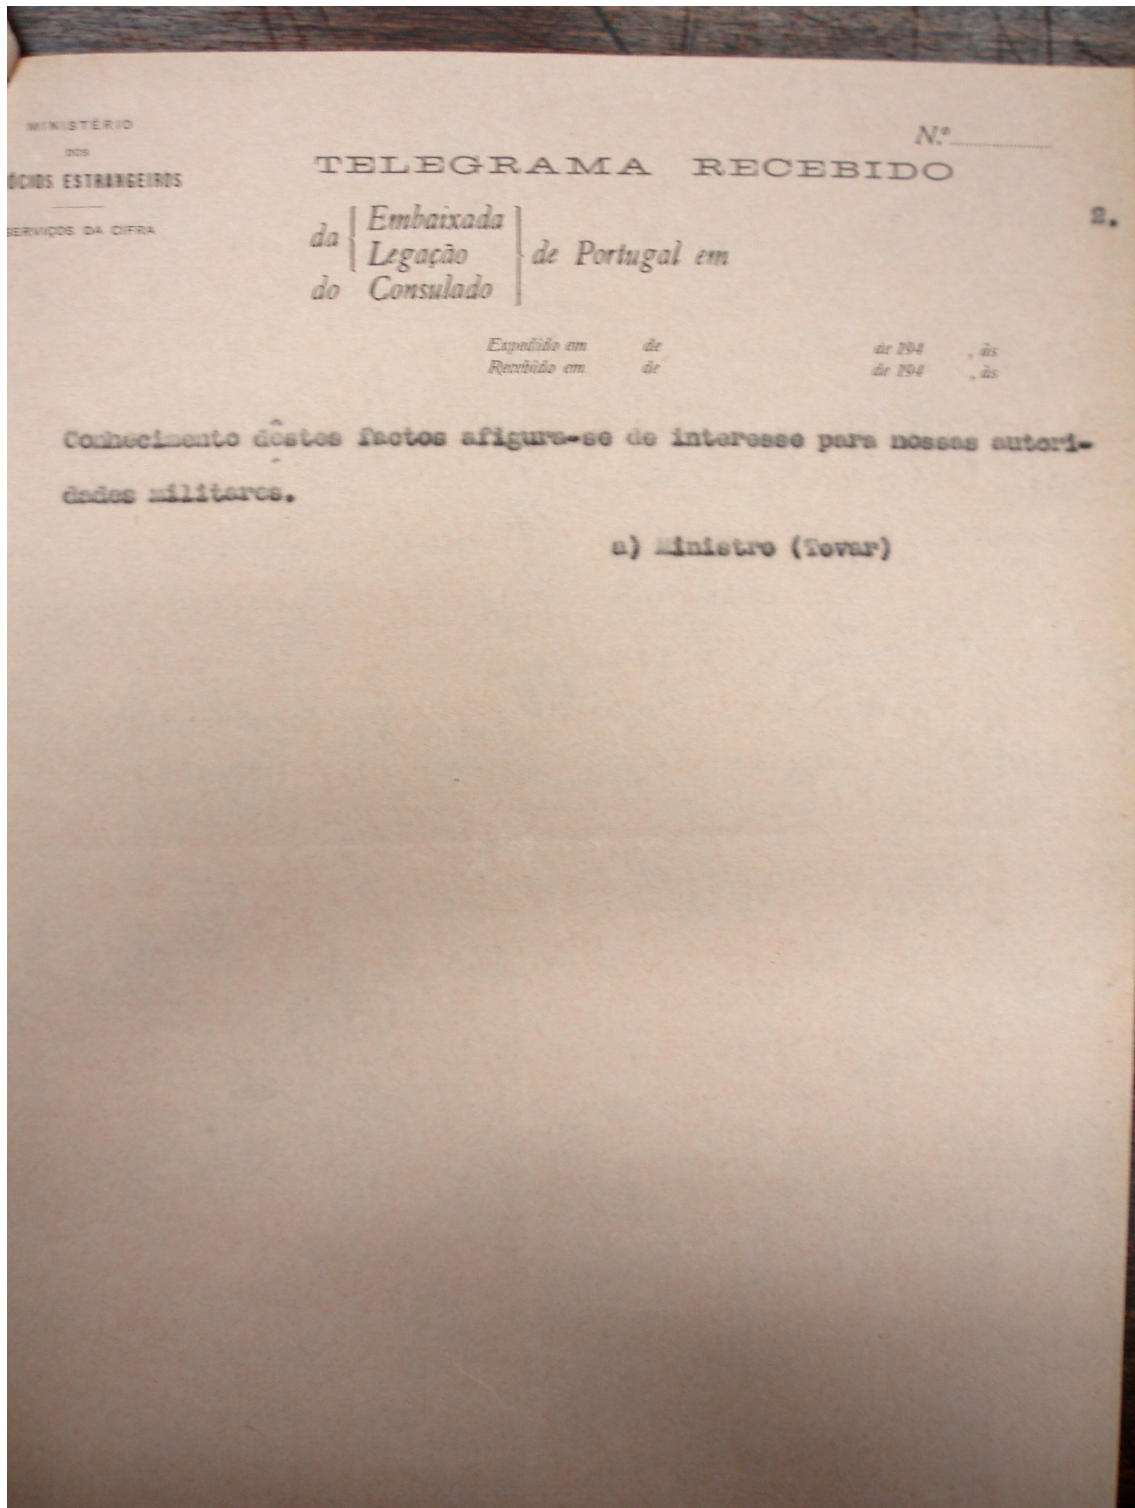 MINISTÉRIO
DOS
ÓCIOS ESTRANGEIROS
SERVIÇOS DA CIFRA
N.º
TELEGRAMA RECEBIDO
2.
da Embaixada
Legação de Portugal em
do Consulado
Expedido em de de 194 , às
Recebido em de de 194 , às
Conhecimento dêstes factos afigura-se de interesse para nossas autori-
dades militares.
a) Ministro (Tovar)